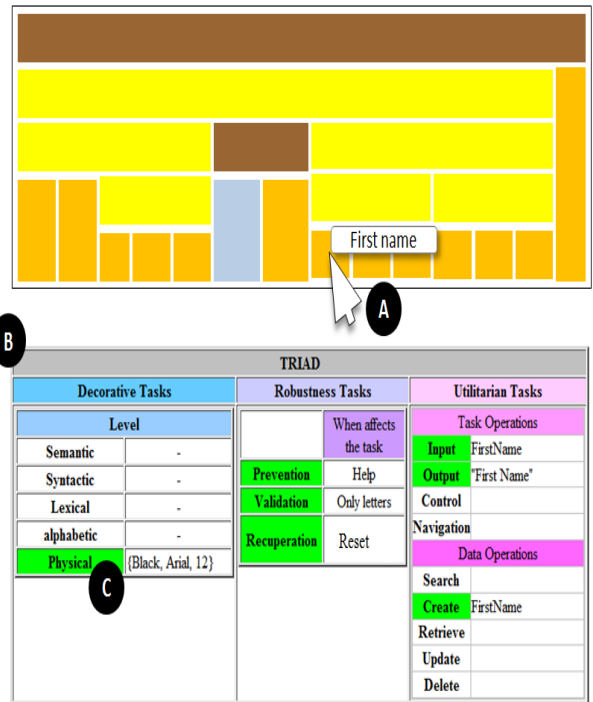 First name
A
B
TRIAD
Decorative Tasks
Robustness Tasks
Utilitarian Tasks
Level
Semantic -
Syntactic -
Lexical -
alphabetic -
Physical {Black, Arial, 12}
C
When affects
the task
Prevention Help
Validation Only letters
Recuperation Reset
Task Operations
Input FirstName
Output "First Name"
Control
Navigation
Data Operations
Search
Create FirstName
Retrieve
Update
Delete